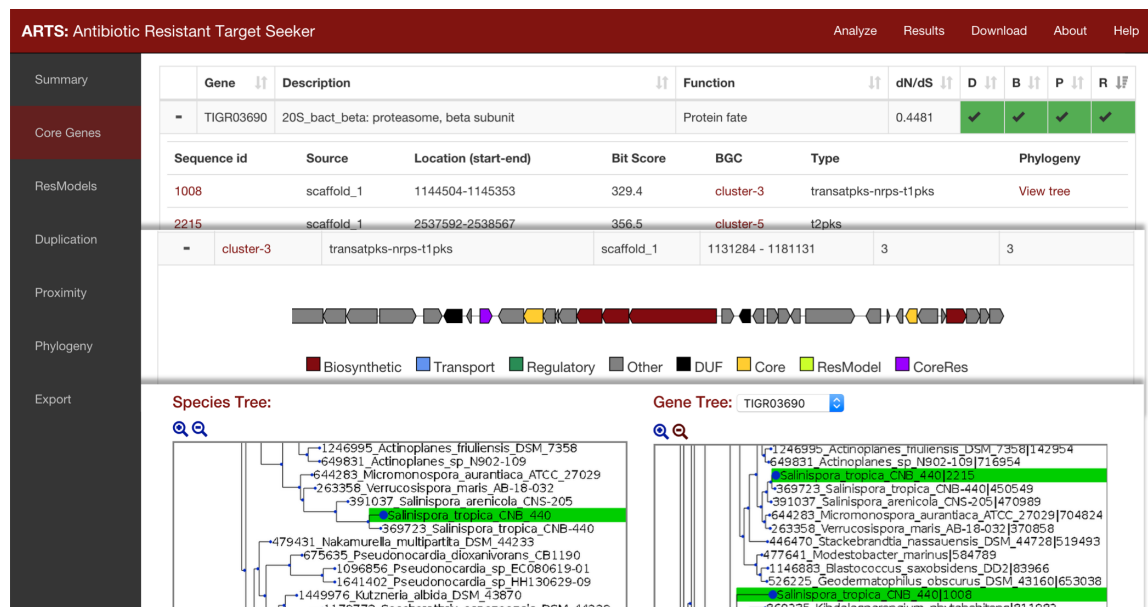 ARTS: Antibiotic Resistant Target Seeker Analyze Results Download About Help
Summary
Core Genes
ResModels
Duplication
Proximity
Phylogeny
Export
Gene Description Function dN/dS D B P R
- TIGR03690 20S_bact_beta: proteasome, beta subunit Protein fate 0.4481
Sequence id Source Location (start-end) Bit Score BGC Type Phylogeny
1008 scaffold_1 1144504-1145353 329.4 cluster-3 transatpks-nrps-t1pks View tree
2215 scaffold_1 2537592-2538567 356.5 cluster-5 t2pks
- cluster-3 transatpks-nrps-t1pks scaffold_1 1131284 - 1181131 3 3
Biosynthetic Transport Regulatory Other DUF Core ResModel CoreRes
Species Tree:
1246995_Actinoplanes_friuliensis_DSM_7358
649831_Actinoplanes_sp_N902-109
644283_Micromonospora_aurantiaca_ATCC_27029
263358_Verrucosispora_maris_AB-18-032
391037_Salinispora_arenicola_CNS-205
Salinispora_tropica_CNB_440
369723_Salinispora_tropica_CNB-440
479431_Nakamurella_multipartita_DSM_44233
675635_Pseudonocardia_dioxanivorans_CB1190
1096856_Pseudonocardia_sp_EC080619-01
1641402_Pseudonocardia_sp_HH130629-09
1449976_Kutzneria_albida_DSM_43870
Gene Tree: TIGR03690
1246995_Actinoplanes_friuliensis_DSM_7358|142954
649831_Actinoplanes_sp_N902-109|716954
Salinispora_tropica_CNB_440|2215
369723_Salinispora_tropica_CNB-440|450549
391037_Salinispora_arenicola_CNS-205|470989
644283_Micromonospora_aurantiaca_ATCC_27029|704824
263358_Verrucosispora_maris_AB-18-032|370858
446470_Stackebrandtia_nassauensis_DSM_44728|519493
477641_Modestobacter_marinus|584789
1146883_Blastococcus_saxobsidens_DD2|83966
526225_Geodermatophilus_obscurus_DSM_43160|653038
Salinispora_tropica_CNB_440|1008